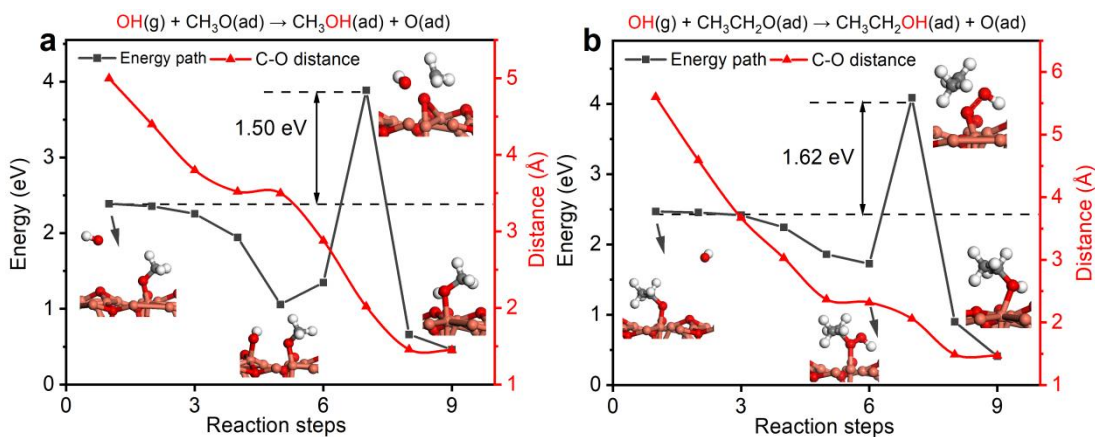 OH(g) + CH₃O(ad) → CH₃OH(ad) + O(ad)
a
Energy path
C-O distance
1.50 eV
Energy (eV)
4
3
2
1
0
Distance (Å)
5
4
3
2
1
0 3 6 9
Reaction steps
OH(g) + CH₃CH₂O(ad) → CH₃CH₂OH(ad) + O(ad)
b
Energy path
C-O distance
1.62 eV
Energy (eV)
4
3
2
1
0
Distance (Å)
6
5
4
3
2
1
0 3 6 9
Reaction steps